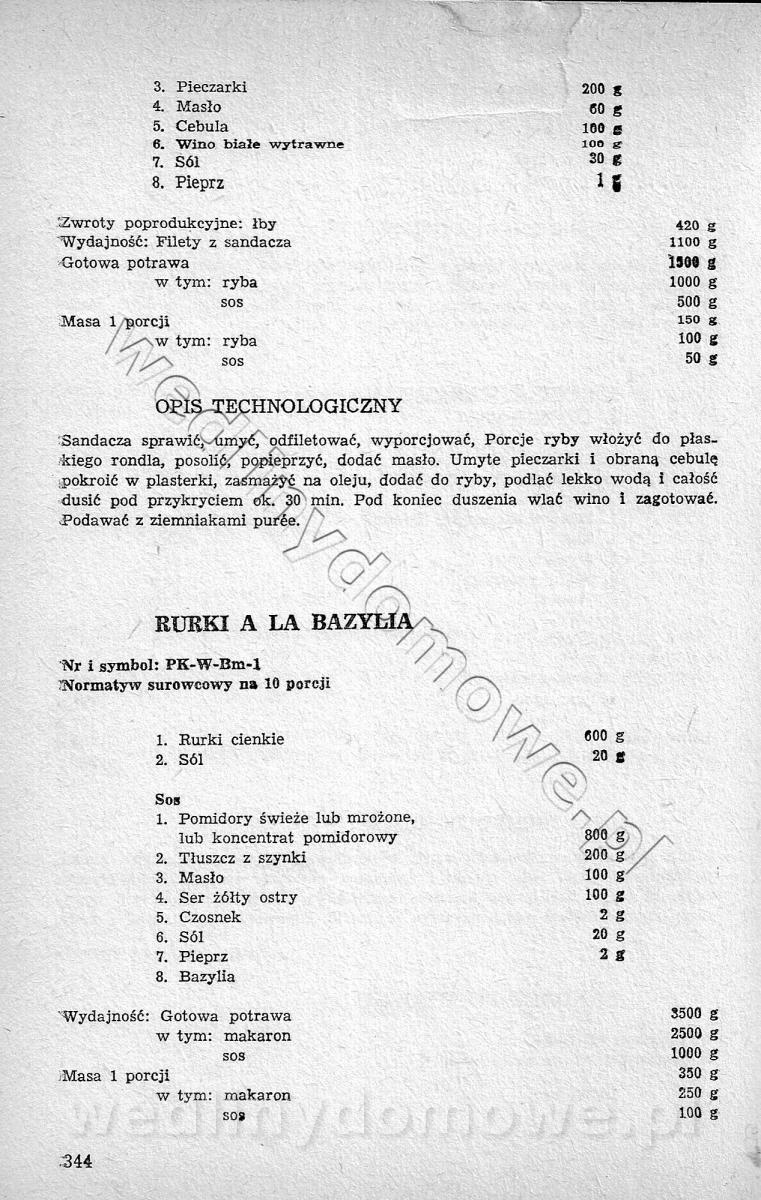 3. Pieczarki 200 g
4. Masło 60 g
5. Cebula 100 g
6. Wino białe wytrawne 100 g
7. Sól 30 g
8. Pieprz 1 g
Zwroty poprodukcyjne: łby 420 g
Wydajność: Filety z sandacza 1100 g
Gotowa potrawa 1500 g
w tym: ryba 1000 g
sos 500 g
Masa 1 porcji 150 g
w tym: ryba 100 g
sos 50 g
OPIS TECHNOLOGICZNY
Sandacza sprawić, umyć, odfiletować, wyporcjować, Porcje ryby włożyć do płas-
kiego rondla, posolić, popieprzyć, dodać masło. Umyte pieczarki i obraną cebulę
pokroić w plasterki, zasmażyć na oleju, dodać do ryby, podlać lekko wodą i całość
dusić pod przykryciem ok. 30 min. Pod koniec duszenia wlać wino i zagotować.
Podawać z ziemniakami purée.
RURKI A LA BAZYLIA
Nr i symbol: PK-W-Bm-1
Normatyw surowcowy na 10 porcji
1. Rurki cienkie 600 g
2. Sól 20 g
Sos
1. Pomidory świeże lub mrożone,
lub koncentrat pomidorowy 800 g
2. Tłuszcz z szynki 200 g
3. Masło 100 g
4. Ser żółty ostry 100 g
5. Czosnek 2 g
6. Sól 20 g
7. Pieprz 2 g
8. Bazylia
Wydajność: Gotowa potrawa 3500 g
w tym: makaron 2500 g
sos 1000 g
Masa 1 porcji 350 g
w tym: makaron 250 g
sos 100 g
344
wedlinydomowe.pl
wedlinydomowe.pl